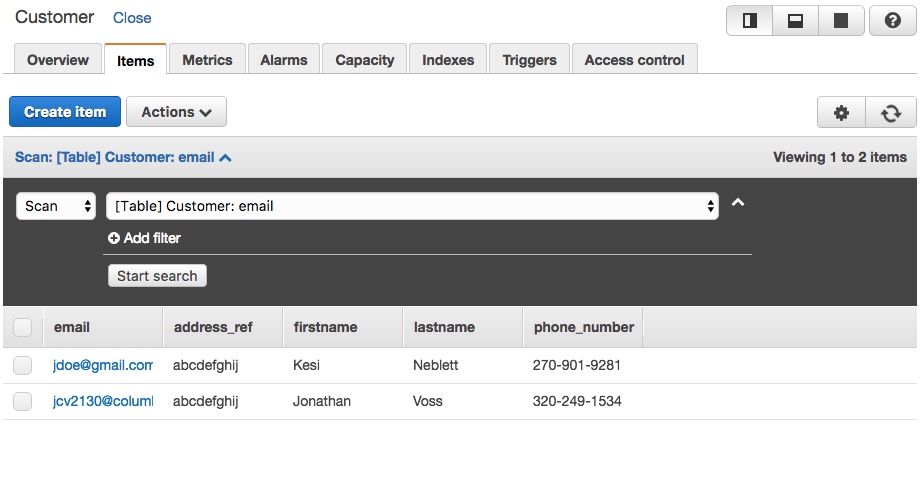 Customer Close
Overview Items Metrics Alarms Capacity Indexes Triggers Access control
Create item Actions
Scan: [Table] Customer: email Viewing 1 to 2 items
Scan [Table] Customer: email
Add filter
Start search
email address_ref firstname lastname phone_number
jdoe@gmail.com abcdefghij Kesi Neblett 270-901-9281
jcv2130@columl abcdefghij Jonathan Voss 320-249-1534